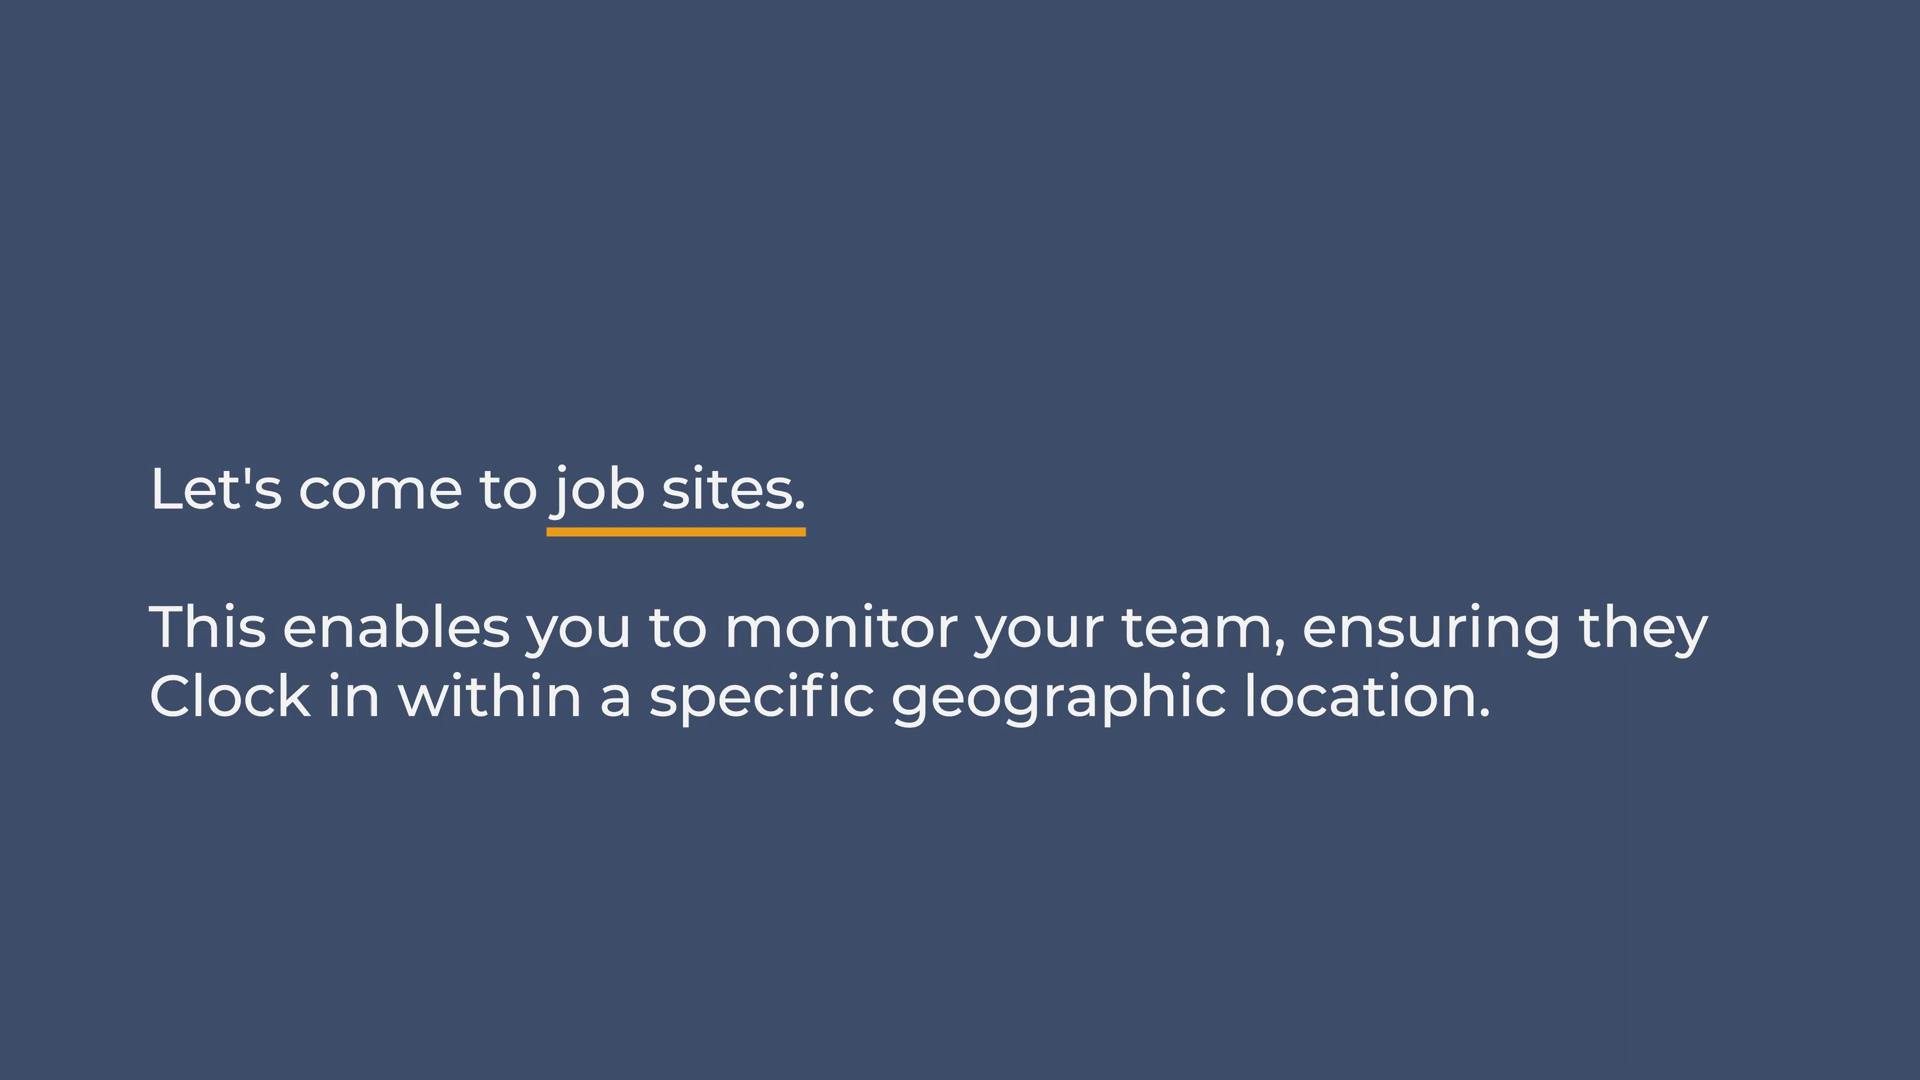 Let's come to job sites.
This enables you to monitor your team, ensuring they
Clock in within a specific geographic location.